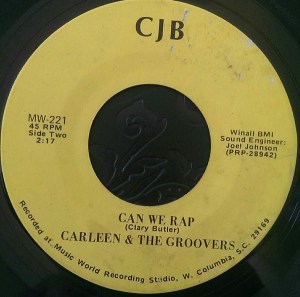 CJB
MW-221
45 RPM
Side Two
2:17
Winall BMI
Sound Engineer:
Joel Johnson
(PRP-28942)
CAN WE RAP
(Clary Butler)
CARLEEN & THE GROOVERS
Recorded at: Music World Recording Studio, W. Columbia, S.C. 29169